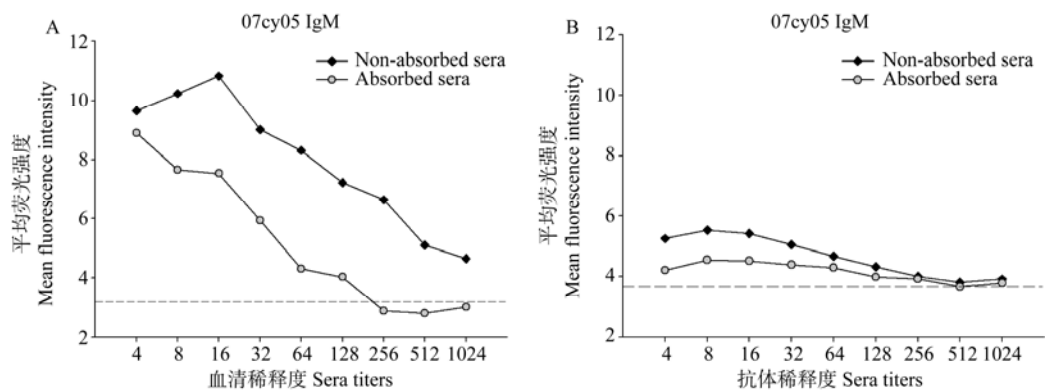 A
07cy05 IgM
12
10
8
6
4
2
平均荧光强度
Mean fluorescence intensity
Non-absorbed sera
Absorbed sera
4 8 16 32 64 128 256 512 1024
血清稀释度 Sera titers
B
07cy05 IgM
12
10
8
6
4
2
平均荧光强度
Mean fluorescence intensity
Non-absorbed sera
Absorbed sera
4 8 16 32 64 128 256 512 1024
抗体稀释度 Sera titers